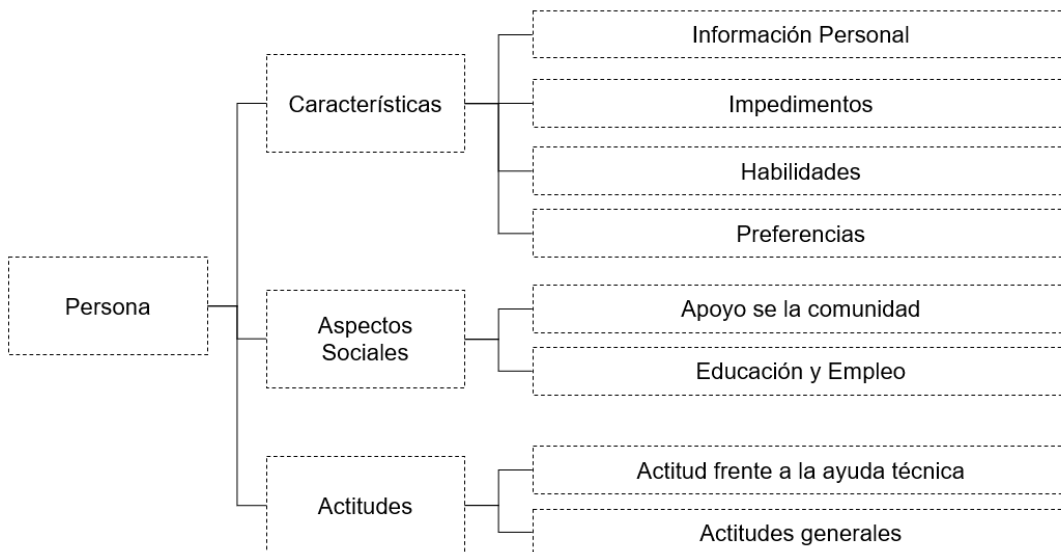 Información Personal
Impedimentos
Característícas
Habilidades
Preferencias
Persona
Aspectos
Sociales
Apoyo se la comunidad
Educación y Empleo
Actitudes
Actitud frente a la ayuda técnica
Actitudes generales